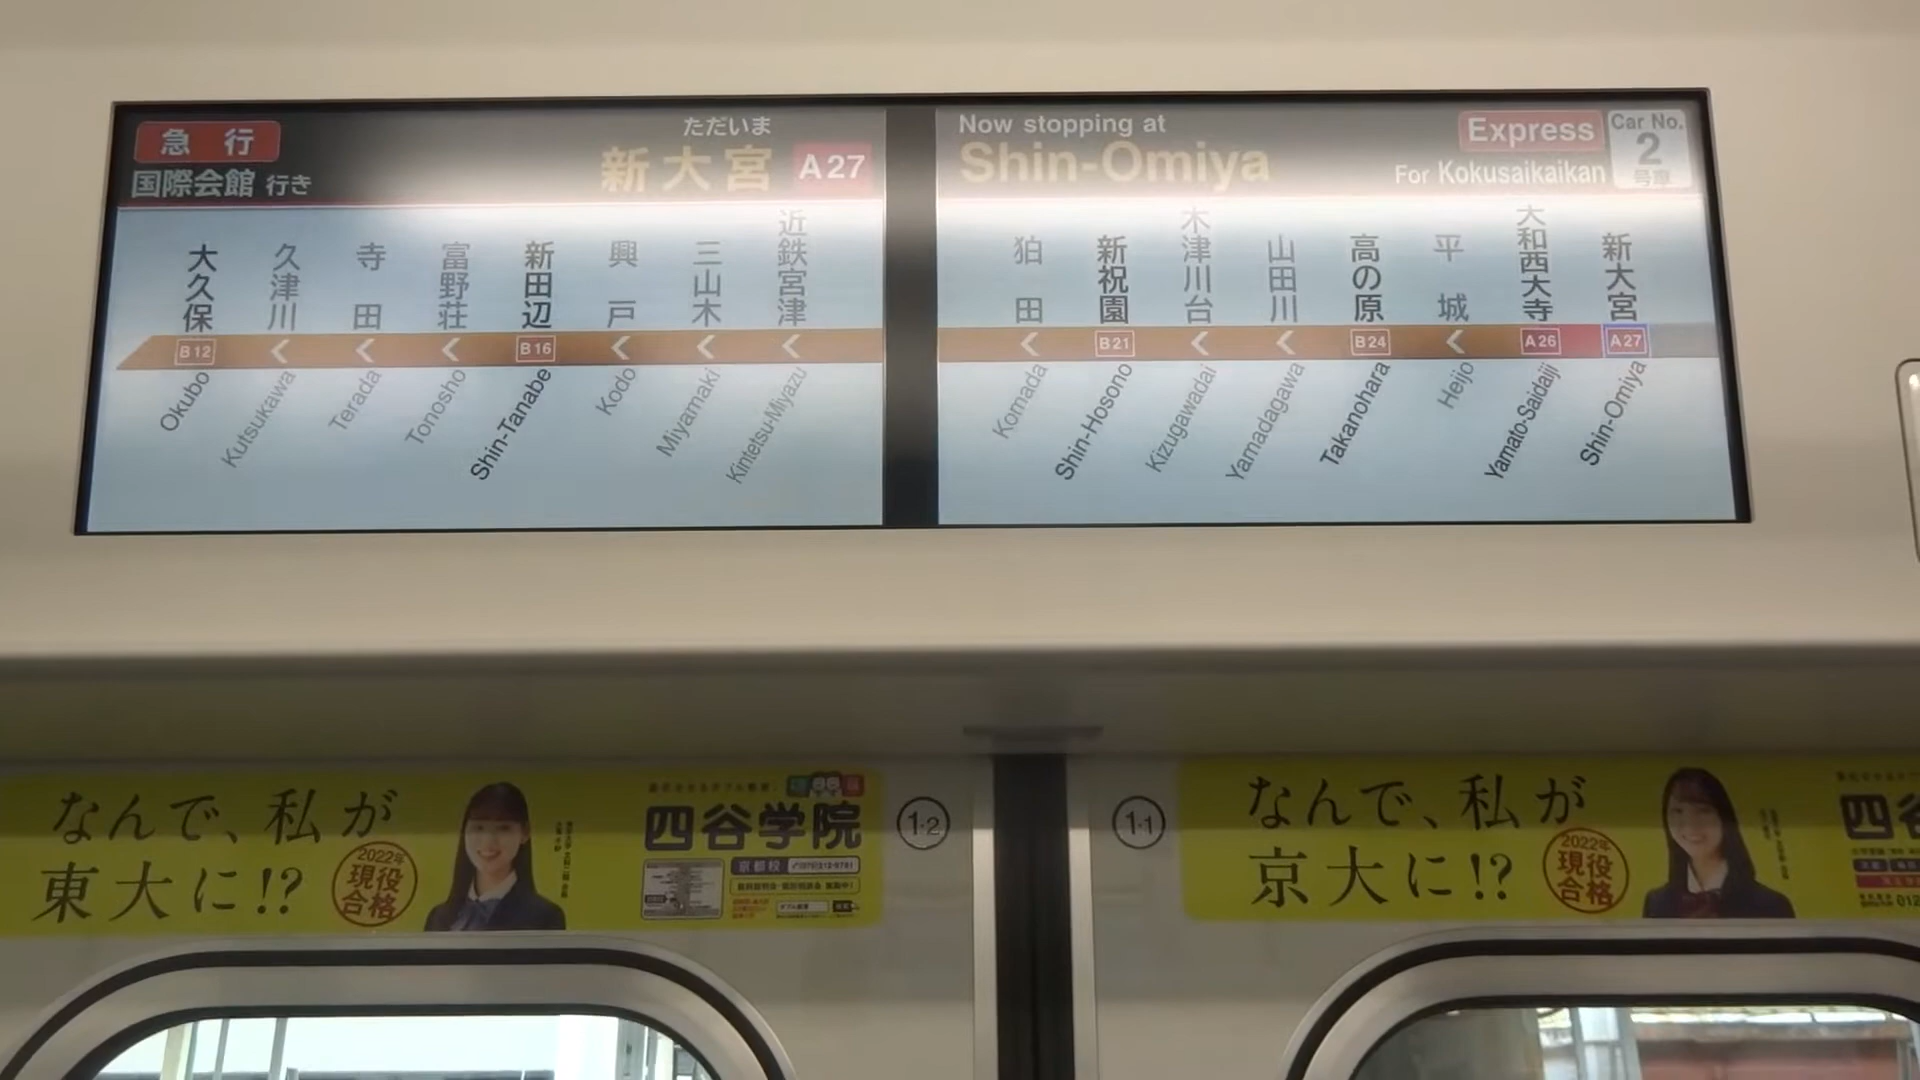 急 行
国際会館 行き
ただいま
新大宮 A27
Now stopping at
Shin-Omiya
Express
For Kokusaikaikan
Car No.
2
号車
大久保 久津川 寺田 富野荘 新田辺 興戸 三山木 近鉄宮津
B12 B16
Okubo Kutsukawa Terada Tonosho Shin-Tanabe Kodo Miyamaki Kintetsu-Miyazu
狛田 新祝園 木津川台 山田川 高の原 平城 大和西大寺 新大宮
B21 B24 A26 A27
Komada Shin-Hosono Kizugawadai Yamadagawa Takanohara Heijo Yamato-Saidaiji Shin-Omiya
なんで、私が
東大に!?
2022年
現役
合格
四谷学院
京都校
1·2
1·1
なんで、私が
京大に!?
2022年
現役
合格
四谷